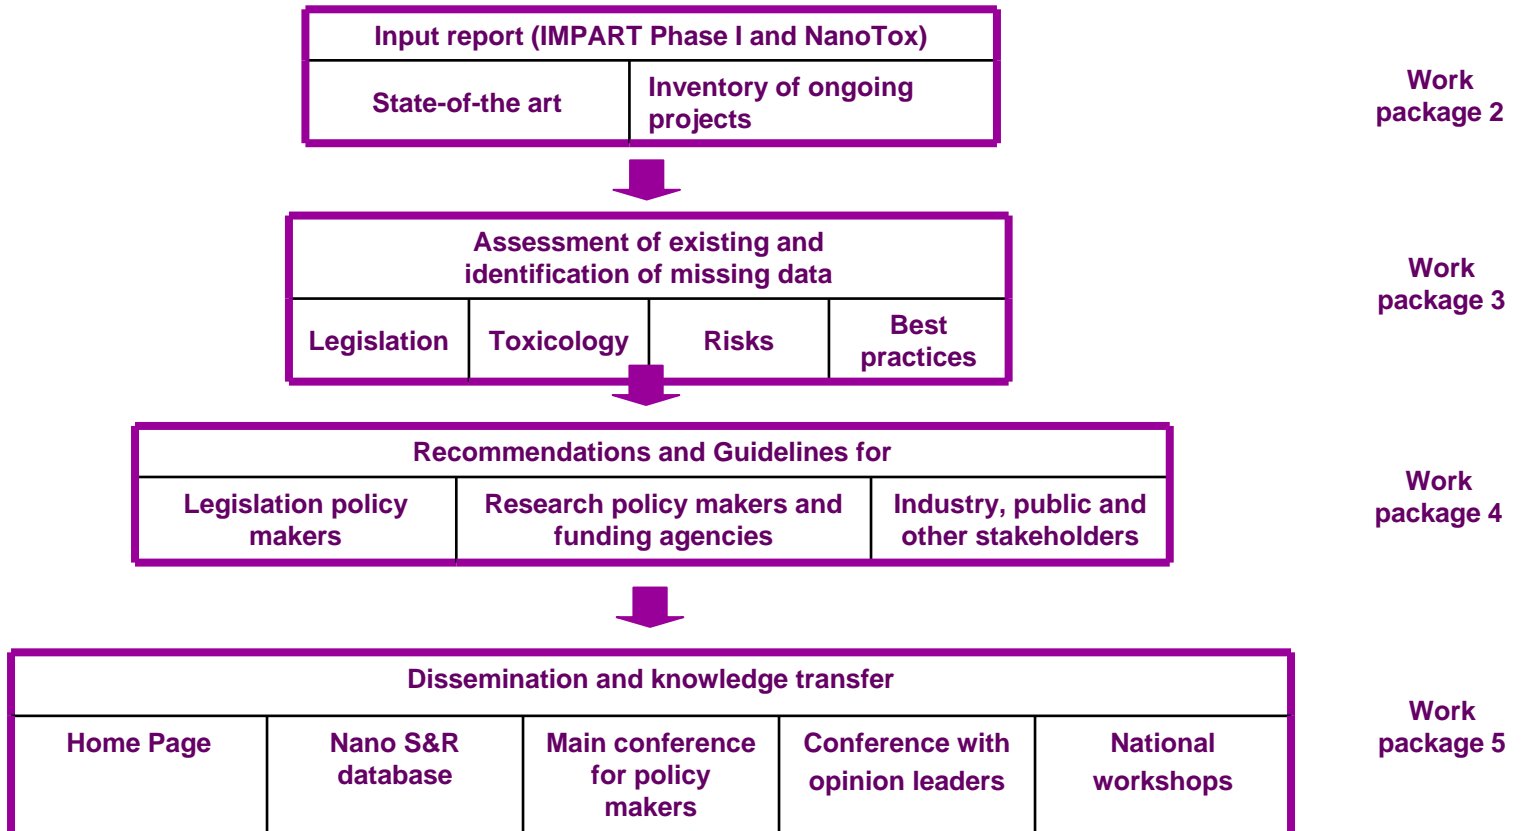 Input report (IMPART Phase I and NanoTox)
State-of-the art
Inventory of ongoing
projects
Work
package 2
Assessment of existing and
identification of missing data
Legislation
Toxicology
Risks
Best
practices
Work
package 3
Recommendations and Guidelines for
Legislation policy
makers
Research policy makers and
funding agencies
Industry, public and
other stakeholders
Work
package 4
Dissemination and knowledge transfer
Home Page
Nano S&R
database
Main conference
for policy
makers
Conference with
opinion leaders
National
workshops
Work
package 5